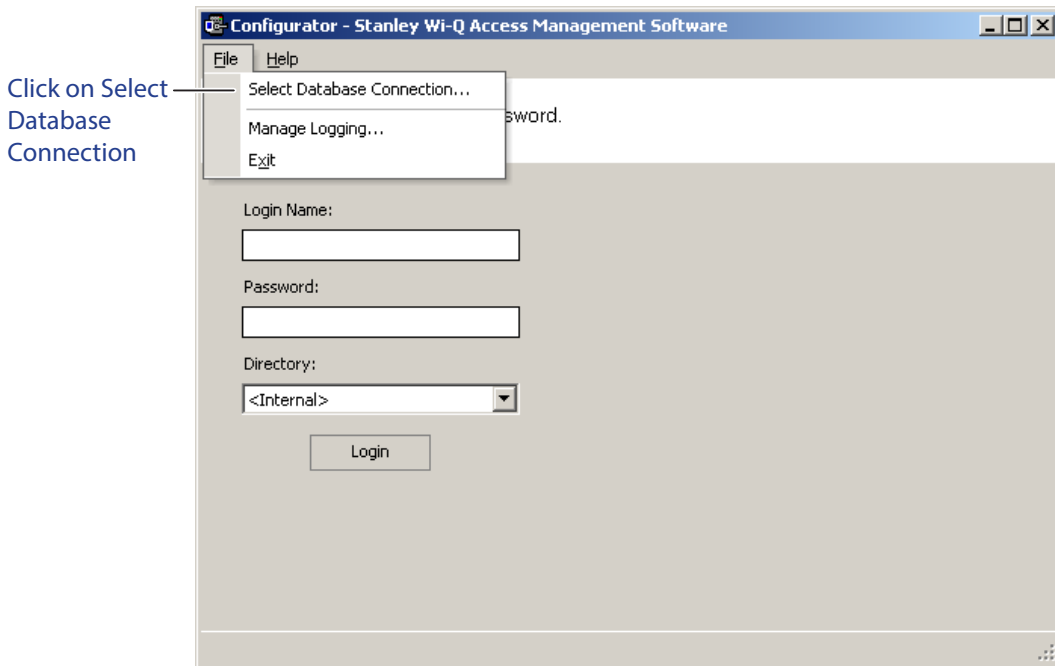 Configurator - Stanley Wi-Q Access Management Software
File Help
Click on Select
Database
Connection
Select Database Connection...
sword.
Manage Logging...
Exit
Login Name:
Password:
Directory:
<Internal>
Login